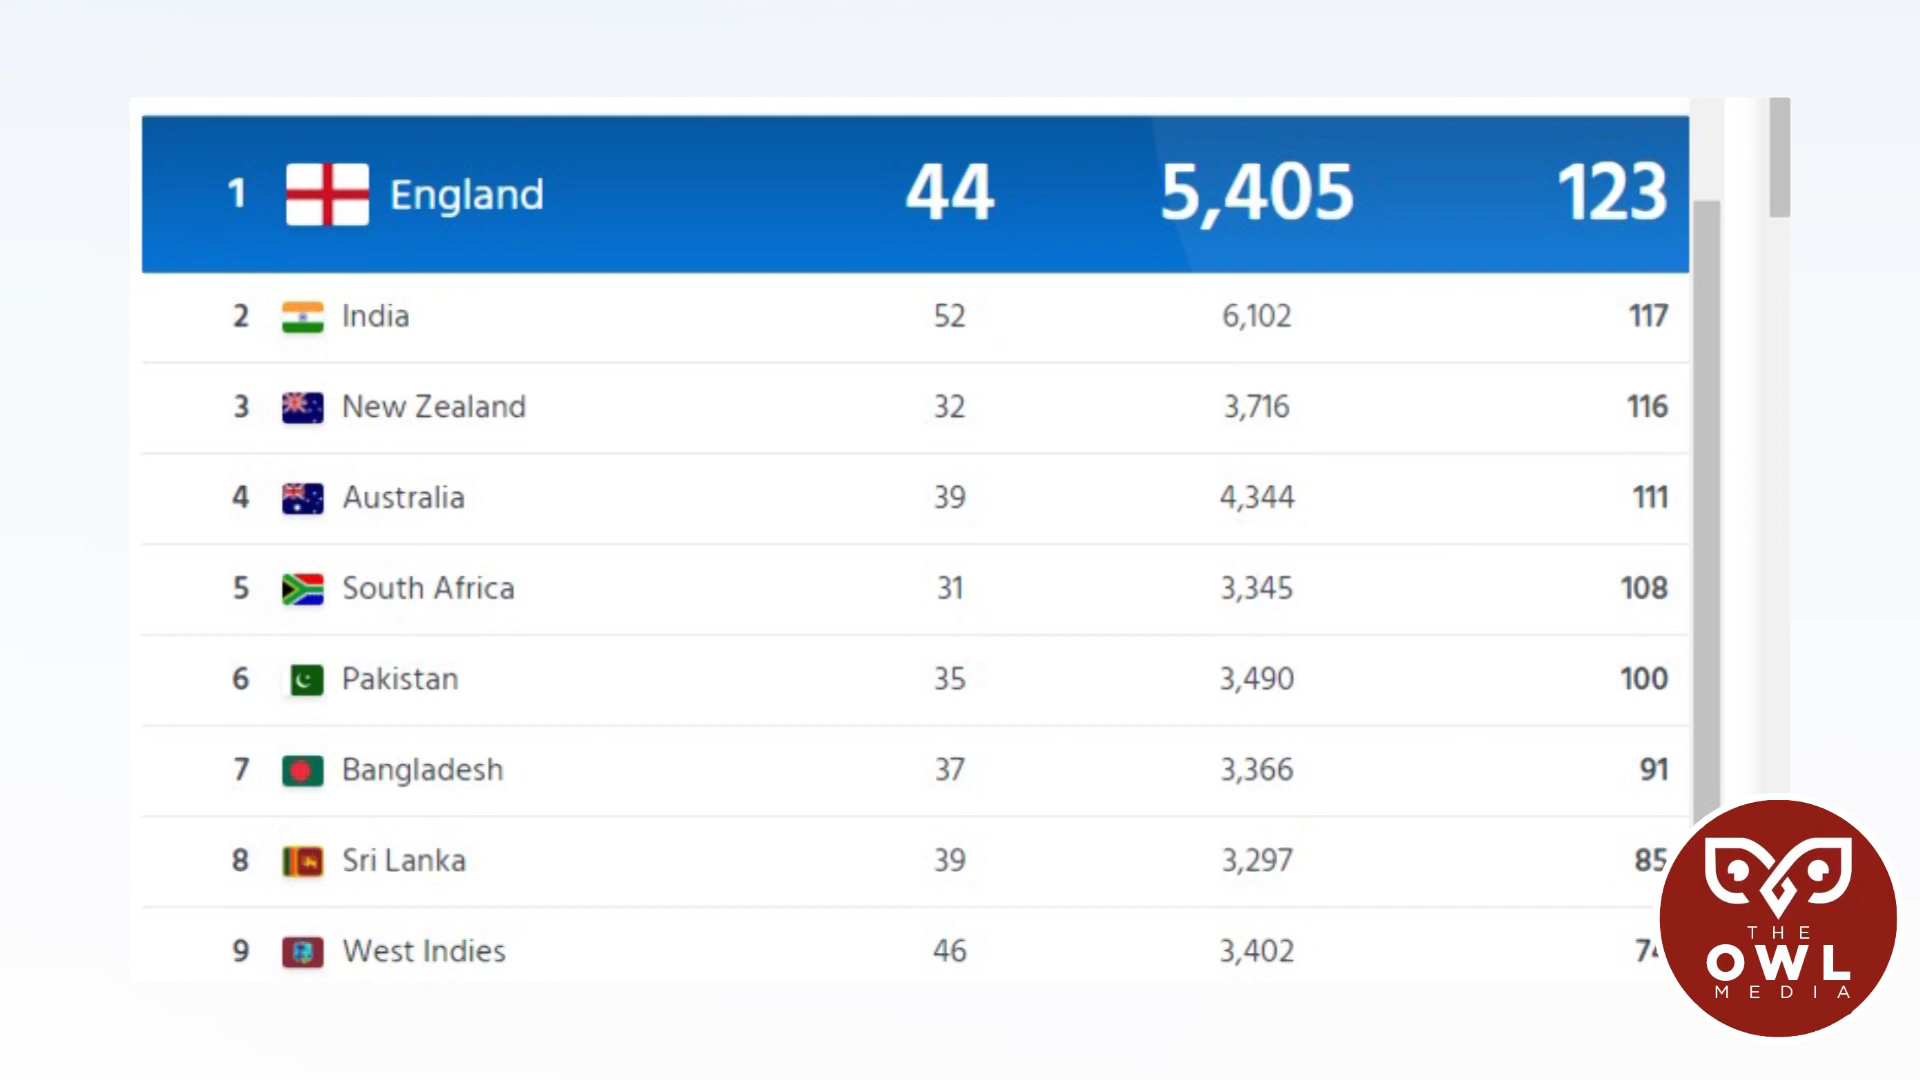 1 England 44 5,405 123
2 India 52 6,102 117
3 New Zealand 32 3,716 116
4 Australia 39 4,344 111
5 South Africa 31 3,345 108
6 Pakistan 35 3,490 100
7 Bangladesh 37 3,366 91
8 Sri Lanka 39 3,297 85
9 West Indies 46 3,402
THE
OWL
MEDIA